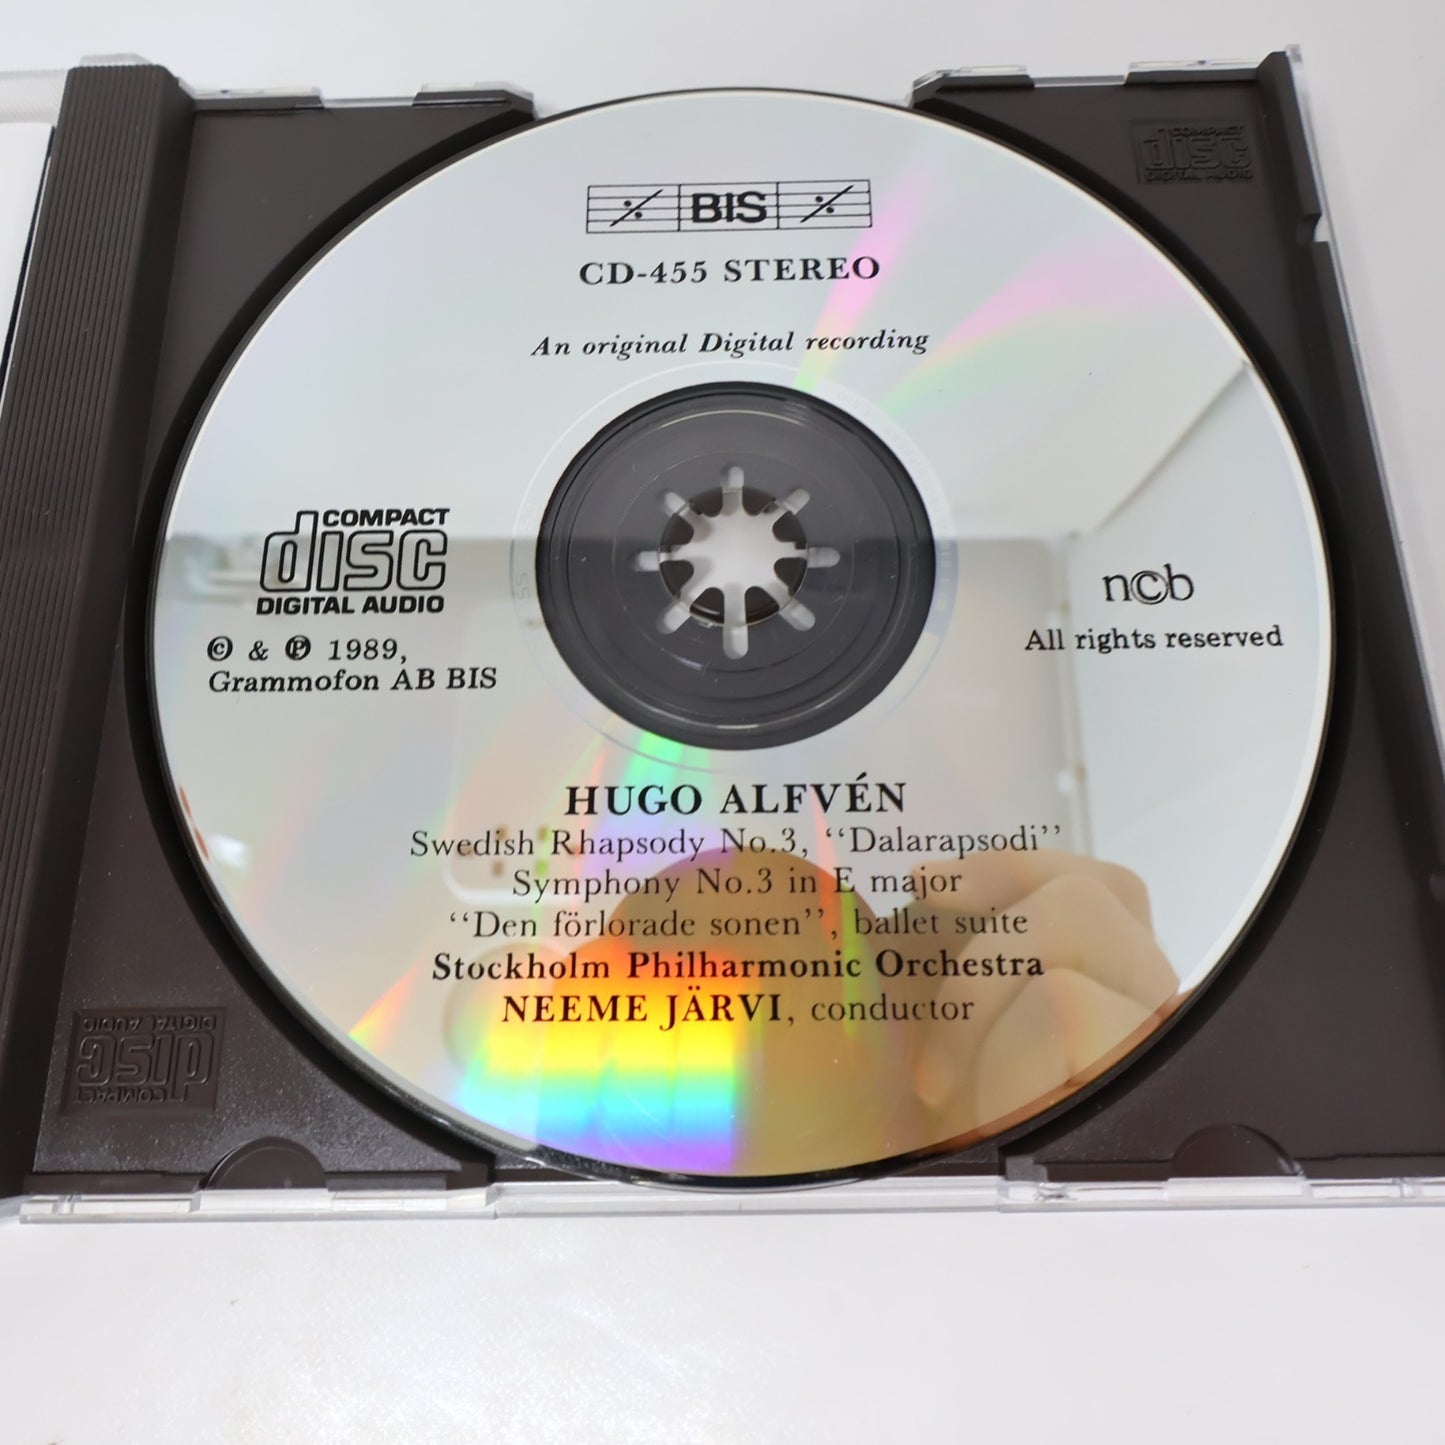 COMPACT
disc
DIGITAL AUDIO
BIS
CD-455 STEREO
An original Digital recording
COMPACT
disc
DIGITAL AUDIO
© & ℗ 1989,
Grammofon AB BIS
n©b
All rights reserved
HUGO ALFVÉN
Swedish Rhapsody No.3, ‘‘Dalarapsodi’’
Symphony No.3 in E major
‘‘Den förlorade sonen’’, ballet suite
Stockholm Philharmonic Orchestra
NEEME JÄRVI, conductor
COMPACT
disc
DIGITAL AUDIO